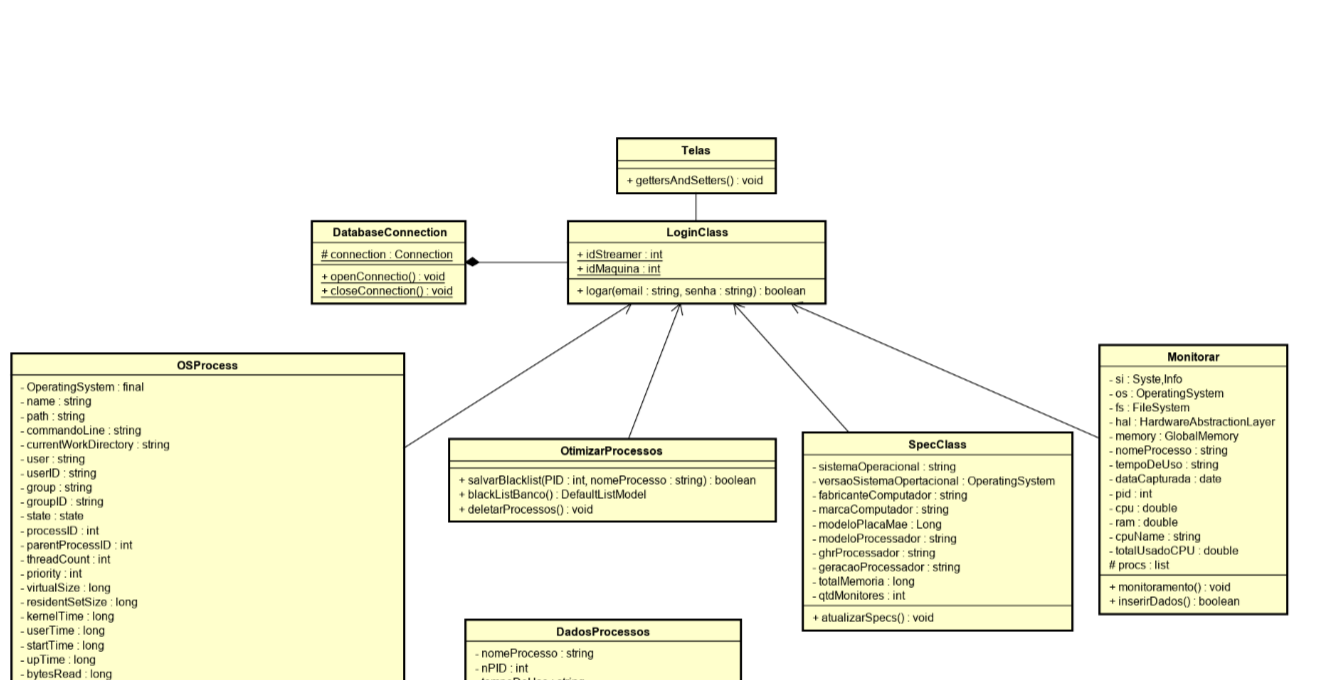 Telas
+ gettersAndSetters() : void
DatabaseConnection
# connection : Connection
+ openConnectio() : void
+ closeConnection() : void
LoginClass
+ idStreamer : int
+ idMaquina : int
+ logar(email : string, senha : string) : boolean
OSProcess
- OperatingSystem : final
- name : string
- path : string
- commandoLine : string
- currentWorkDirectory : string
- user : string
- userID : string
- group : string
- groupID : string
- state : state
- processID : int
- parentProcessID : int
- threadCount : int
- priority : int
- virtualSize : long
- residentSetSize : long
- kernelTime : long
- userTime : long
- startTime : long
- upTime : long
- bytesRead : long
OtimizarProcessos
+ salvarBlacklist(PID : int, nomeProcesso : string) : boolean
+ blackListBanco() : DefaultListModel
+ deletarProcessos() : void
SpecClass
- sistemaOperacional : string
- versaoSistemaOpertacional : OperatingSystem
- fabricanteComputador : string
- marcaComputador : string
- modeloPlacaMae : Long
- modeloProcessador : string
- ghrProcessador : string
- geracaoProcessador : string
- totalMemoria : long
- qtdMonitores : int
+ atualizarSpecs() : void
Monitorar
- si : Syste,Info
- os : OperatingSystem
- fs : FileSystem
- hal : HardwareAbstractionLayer
- memory : GlobalMemory
- nomeProcesso : string
- tempoDeUso : string
- dataCapturada : date
- pid : int
- cpu : double
- ram : double
- cpuName : string
- totalUsadoCPU : double
# procs : list
+ monitoramento() : void
+ inserirDados() : boolean
DadosProcessos
- nomeProcesso : string
- nPID : int